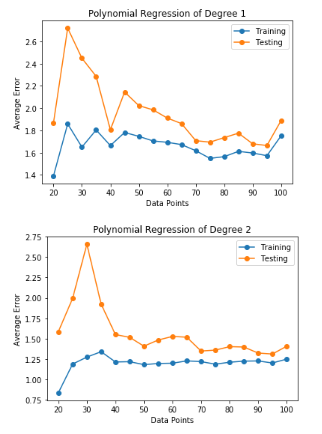 Polynomial Regression of Degree 1
Training
Testing
Average Error
2.6
2.4
2.2
2.0
1.8
1.6
1.4
20 30 40 50 60 70 80 90 100
Data Points
Polynomial Regression of Degree 2
Training
Testing
Average Error
2.75
2.50
2.25
2.00
1.75
1.50
1.25
1.00
0.75
20 30 40 50 60 70 80 90 100
Data Points